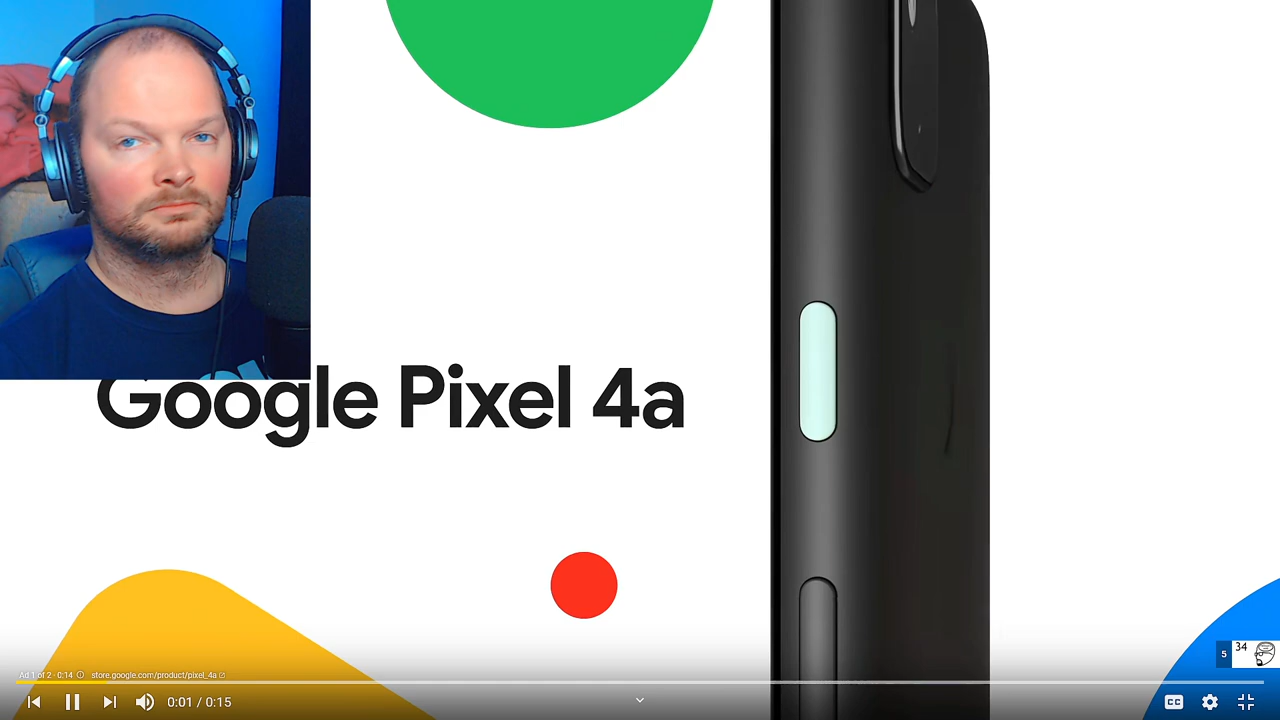 Google Pixel 4a
Ad 1 of 2 · 0:14 store.google.com/product/pixel_4a
5 34
0:01 / 0:15
CC